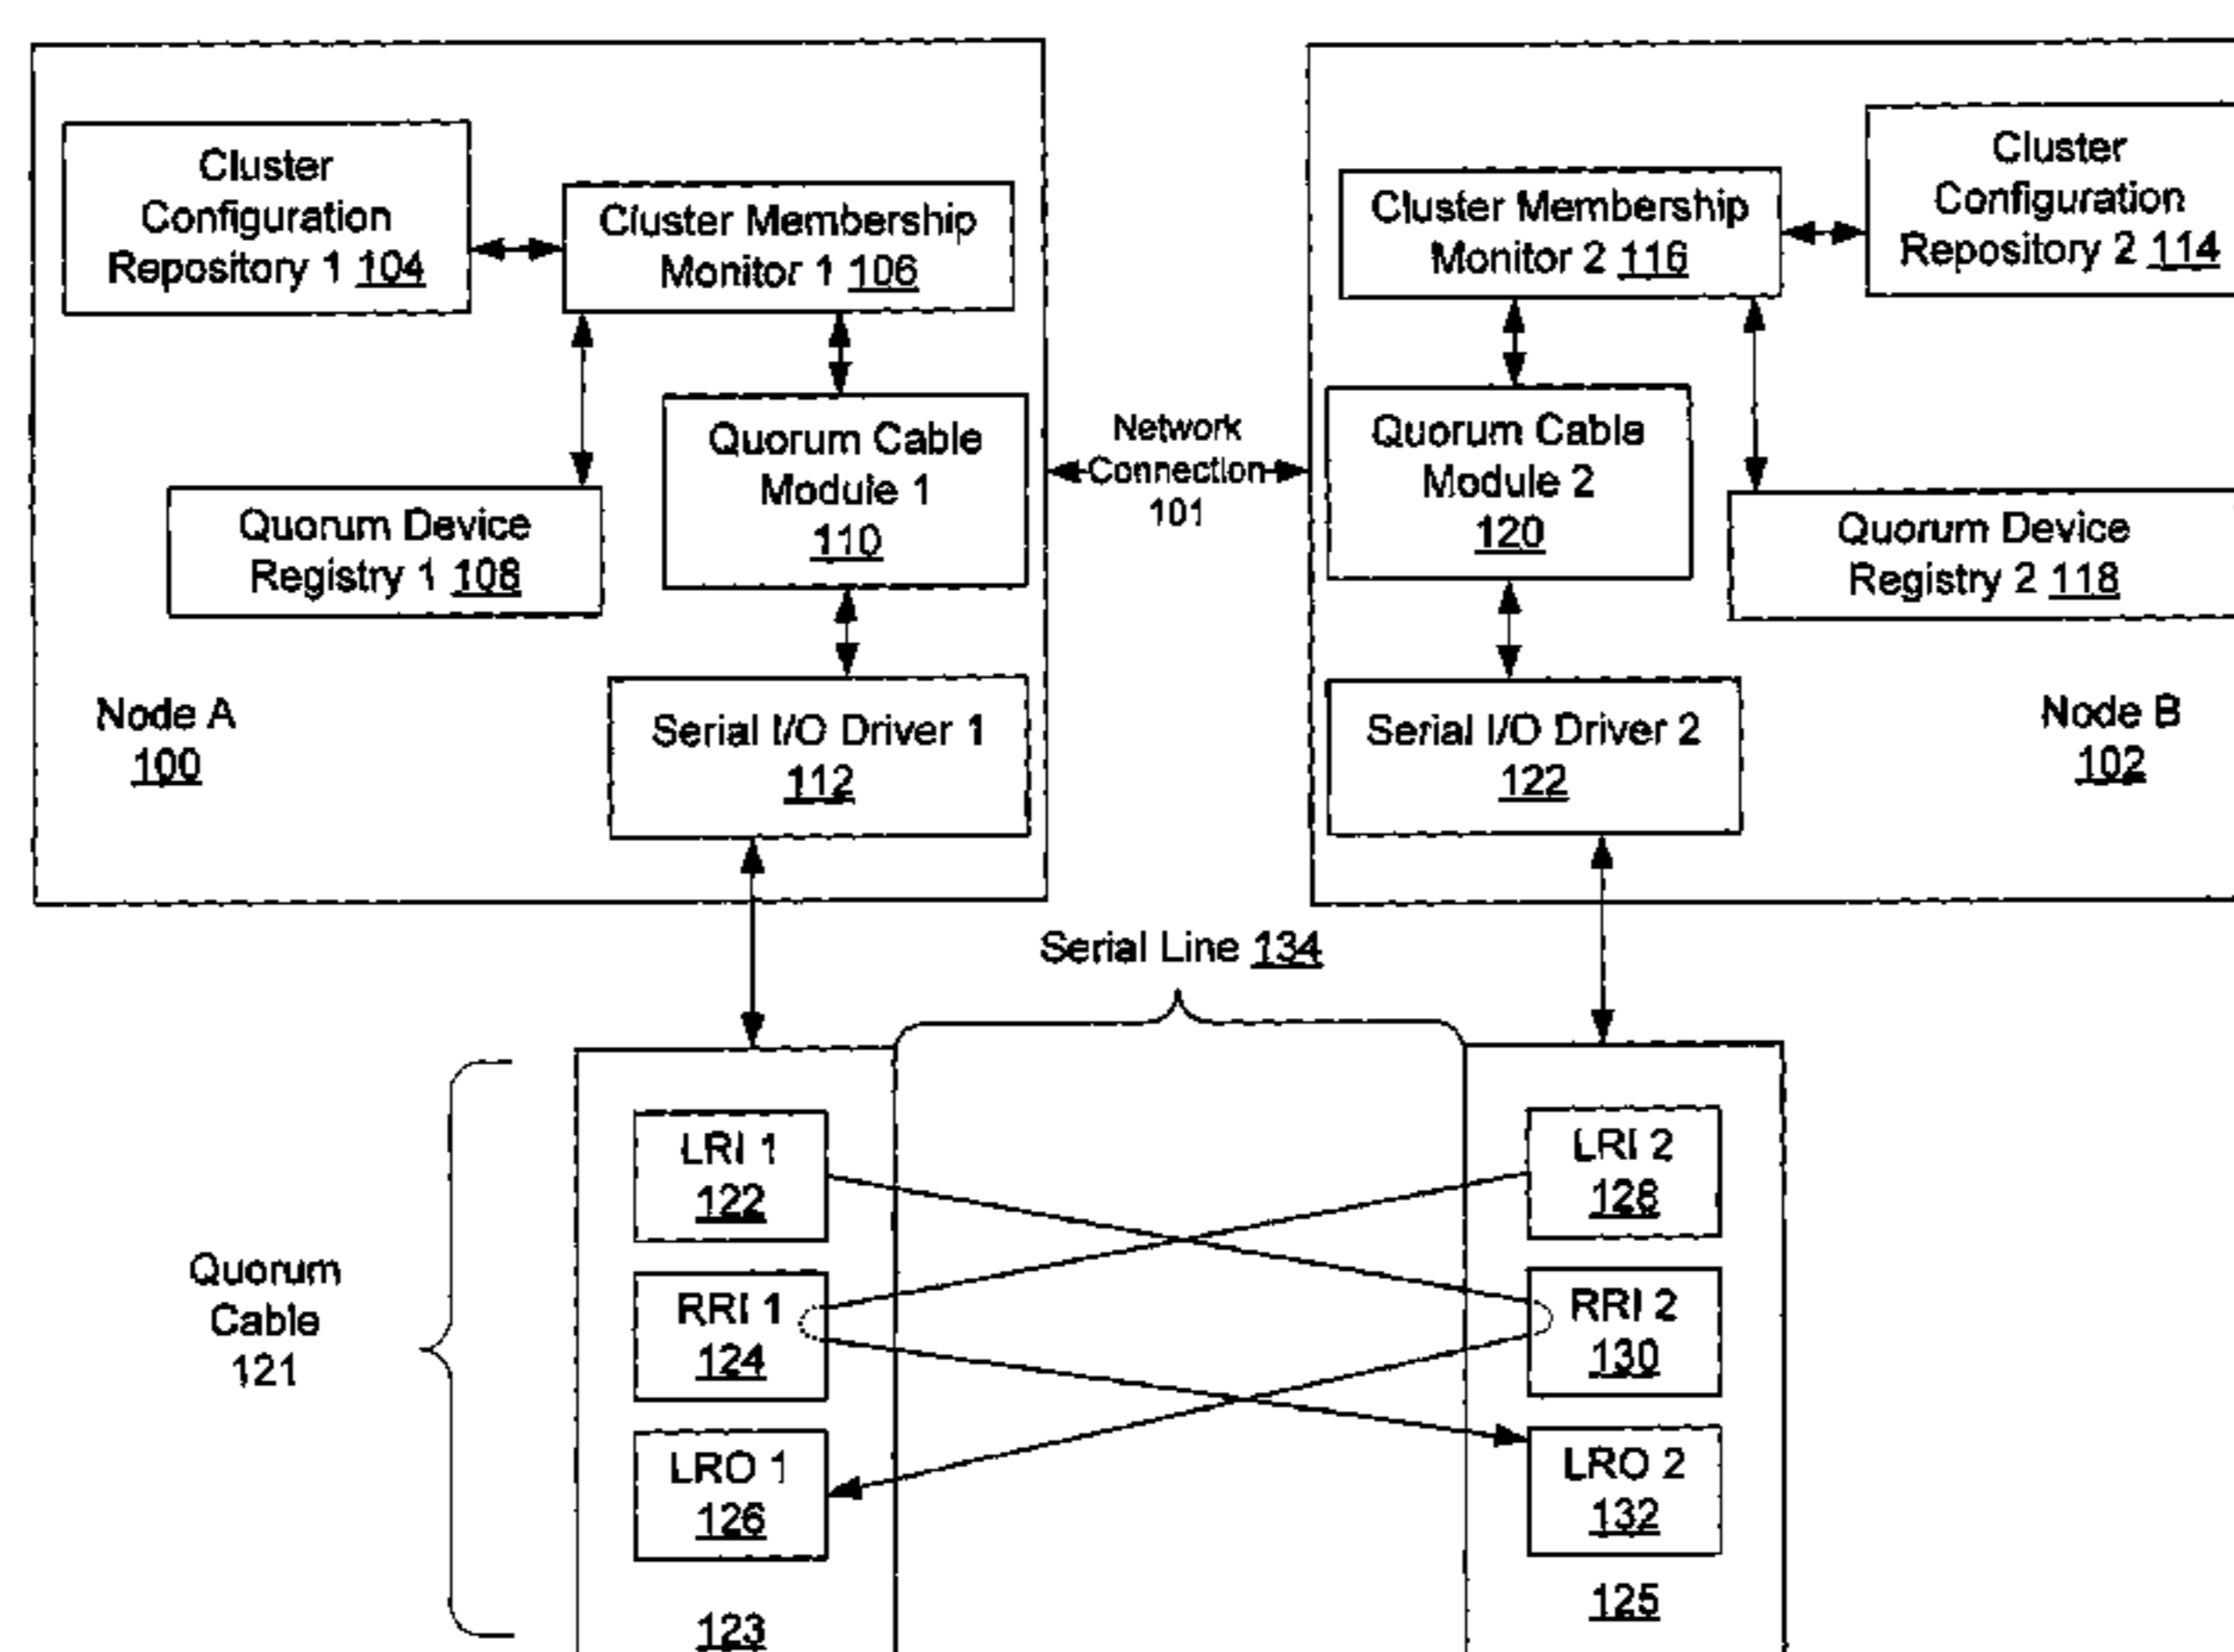 Cluster
Configuration
Repository 1 104
Cluster Membership
Monitor 1 106
Quorum Device
Registry 1 108
Quorum Cable
Module 1
110
Serial I/O Driver 1
112
Node A
100
Network
Connection
101
Cluster Membership
Monitor 2 116
Cluster
Configuration
Repository 2 114
Quorum Cable
Module 2
120
Quorum Device
Registry 2 118
Serial I/O Driver 2
122
Node B
102
Serial Line 134
Quorum
Cable
121
LRI 1
122
RRI 1
124
LRO 1
126
123
LRI 2
128
RRI 2
130
LRO 2
132
125